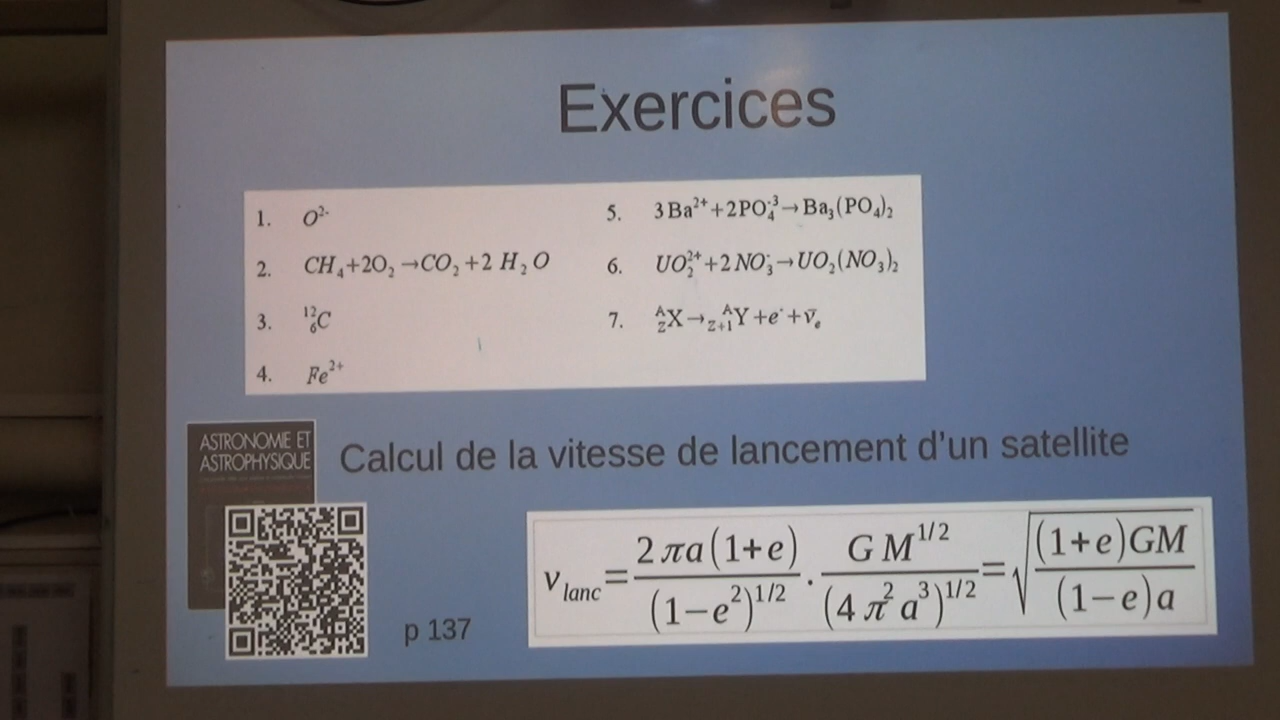 Exercices
1. O²⁻
2. CH₄+2O₂→CO₂+2 H₂O
3. ¹²₆C
4. Fe²⁺
5. 3Ba²⁺+2PO₄⁻³→Ba₃(PO₄)₂
6. UO₂²⁺+2NO₃⁻→UO₂(NO₃)₂
7. ᴬ_Z X→ᴬ_{Z+1}Y+e⁻+ν̄ₑ
ASTRONOMIE ET
ASTROPHYSIQUE
Calcul de la vitesse de lancement d'un satellite
v_lanc = 2πa(1+e)/(1−e²)^{1/2} · GM^{1/2}/(4π²a³)^{1/2} = √((1+e)GM/(1−e)a)
p 137